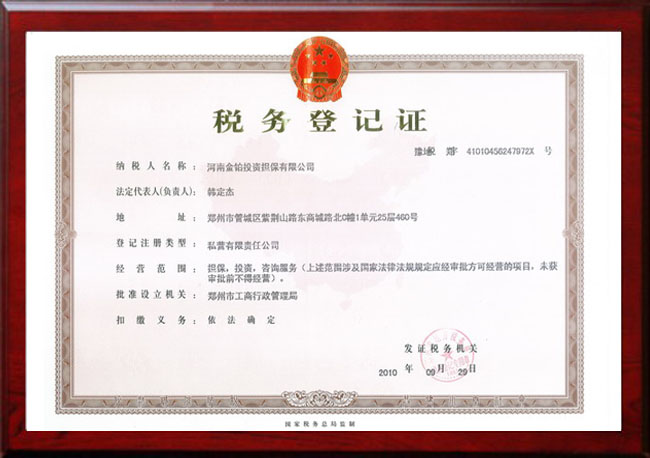 税务登记证
豫地税 郑字 41010456247972X 号
纳税人名称：河南金铂投资担保有限公司
法定代表人(负责人)：韩定杰
地 址：郑州市管城区紫荆山路东商城路北C幢1单元25层460号
登记注册类型：私营有限责任公司
经营范围：担保，投资，咨询服务（上述范围涉及国家法律法规规定应经审批方可经营的项目，未获
审批前不得经营）。
批准设立机关：郑州市工商行政管理局
扣缴义务：依法确定
发证税务机关
2010 年 09 月 29 日
国家税务总局监制